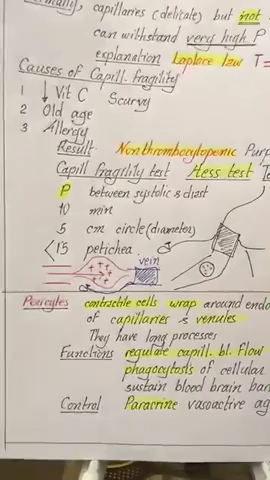 Normally, capillaries (delicate) but not
can withstand very high P
explanation Laplace law T=
Causes of Capill. fragility
1 ↓ Vit C Scurvy
2 Old age
3 Allergy
Result Nonthrombocytopenic Purp
Capill fragility test Hess test Te
P between systolic & diast
10 min
5 cm circle (diameter)
<15 petichea
vein
Pericytes contractile cells wrap around endo
of capillaries & venules
They have long processes
Functions regulate capill. bl. Flow
phagocytosis of cellular
sustain blood brain bar
Control Paracrine vasoactive ag